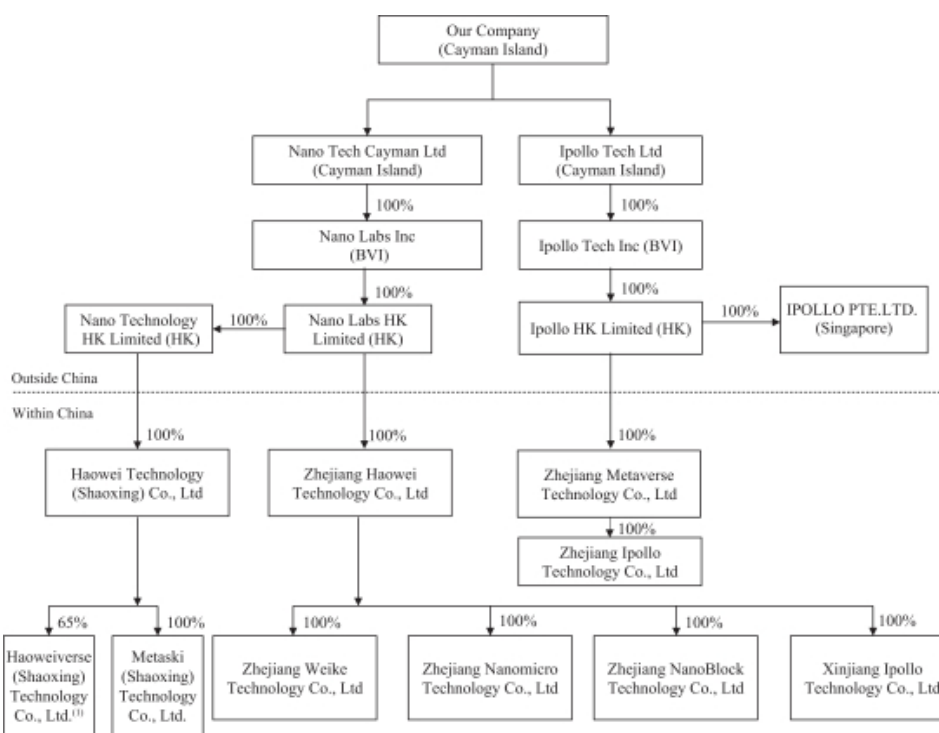 Our Company
(Cayman Island)
Nano Tech Cayman Ltd
(Cayman Island)
Ipollo Tech Ltd
(Cayman Island)
100%
100%
Nano Labs Inc
(BVI)
Ipollo Tech Inc (BVI)
100%
100%
Nano Technology
HK Limited (HK)
100%
Nano Labs HK
Limited (HK)
Ipollo HK Limited (HK)
100%
IPOLLO PTE.LTD.
(Singapore)
Outside China
Within China
100%
100%
100%
Haowei Technology
(Shaoxing) Co., Ltd
Zhejiang Haowei
Technology Co., Ltd
Zhejiang Metaverse
Technology Co., Ltd
100%
Zhejiang Ipollo
Technology Co., Ltd
65%
100%
100%
100%
100%
100%
Haoweiverse
(Shaoxing)
Technology
Co., Ltd.(1)
Metaski
(Shaoxing)
Technology
Co., Ltd.
Zhejiang Weike
Technology Co., Ltd
Zhejiang Nanomicro
Technology Co., Ltd
Zhejiang NanoBlock
Technology Co., Ltd
Xinjiang Ipollo
Technology Co., Ltd